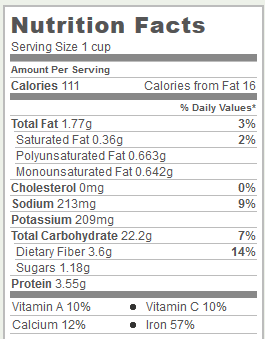 Nutrition Facts
Serving Size 1 cup
Amount Per Serving
Calories 111 Calories from Fat 16
% Daily Values*
Total Fat 1.77g 3%
Saturated Fat 0.36g 2%
Polyunsaturated Fat 0.663g
Monounsaturated Fat 0.642g
Cholesterol 0mg 0%
Sodium 213mg 9%
Potassium 209mg
Total Carbohydrate 22.2g 7%
Dietary Fiber 3.6g 14%
Sugars 1.18g
Protein 3.55g
Vitamin A 10% • Vitamin C 10%
Calcium 12% • Iron 57%